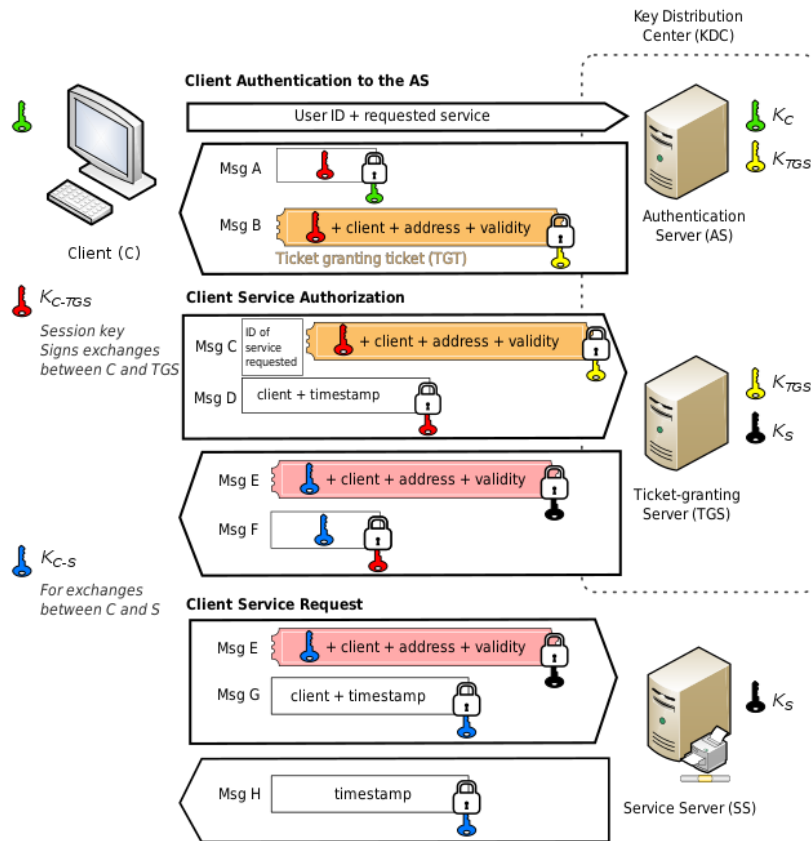 Key Distribution
Center (KDC)
Client Authentication to the AS
User ID + requested service
K_C
K_TGS
Msg A
Msg B
+ client + address + validity
Ticket granting ticket (TGT)
Client (C)
Authentication
Server (AS)
K_C-TGS
Session key
Signs exchanges
between C and TGS
Client Service Authorization
Msg C
ID of
service
requested
+ client + address + validity
Msg D
client + timestamp
K_TGS
K_S
Msg E
+ client + address + validity
Msg F
Ticket-granting
Server (TGS)
K_C-S
For exchanges
between C and S
Client Service Request
Msg E
+ client + address + validity
Msg G
client + timestamp
K_S
Msg H
timestamp
Service Server (SS)